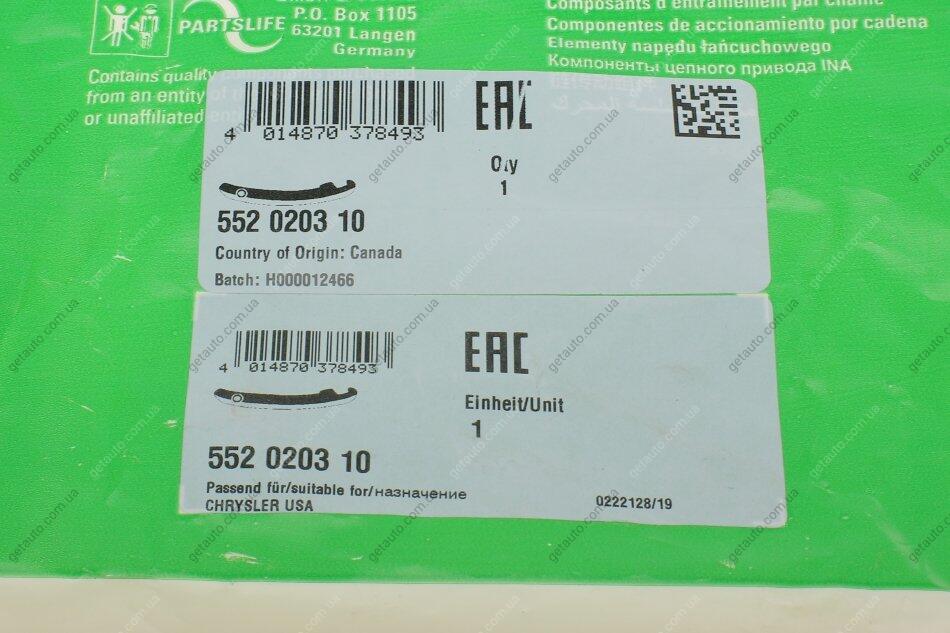 PARTSLIFE
P.O. Box 1105
63201 Langen
Germany
Componentes de accionamiento por cadena
Elementy napędu łańcuchowego
Компоненты цепного привода INA
Contains quality components purchased
from an entity of
or unaffiliated
4 014870 378493
EAC
Qty
1
552 0203 10
Country of Origin: Canada
Batch: H000012466
4 014870 378493
EAC
Einheit/Unit
1
552 0203 10
Passend für/suitable for/назначение
CHRYSLER USA
0222128/19
getauto.com.ua